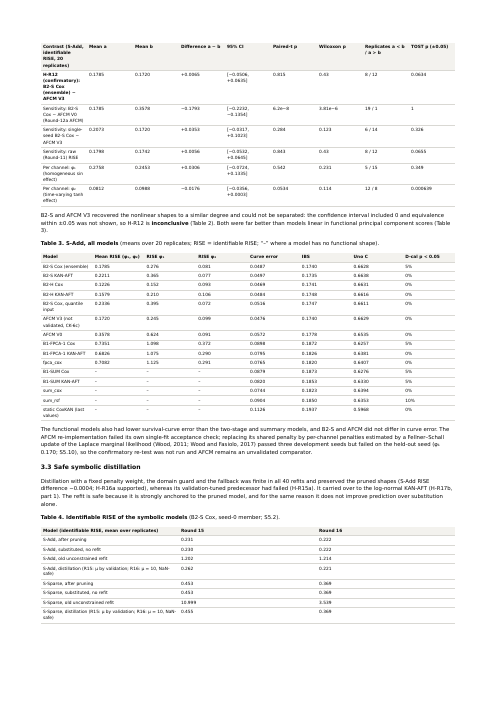 Contrast (S-Add, identifiable RISE, 20 replicates) Mean a Mean b Difference a − b 95% CI Paired-t p Wilcoxon p Replicates a < b / a > b TOST p (±0.05)
H-R12 (confirmatory): B2-S Cox (ensemble) − AFCM V3 0.1785 0.1720 +0.0065 [−0.0506, +0.0635] 0.815 0.43 8 / 12 0.0634
Sensitivity: B2-S Cox − AFCM V0 (Round-12a AFCM) 0.1785 0.3578 −0.1793 [−0.2232, −0.1354] 6.2e−8 3.81e−6 19 / 1 1
Sensitivity: single-seed B2-S Cox − AFCM V3 0.2073 0.1720 +0.0353 [−0.0317, +0.1023] 0.284 0.123 6 / 14 0.326
Sensitivity: raw (Round-11) RISE 0.1798 0.1742 +0.0056 [−0.0532, +0.0645] 0.843 0.43 8 / 12 0.0655
Per channel: φ₁ (homogeneous sin effect) 0.2758 0.2453 +0.0306 [−0.0724, +0.1335] 0.542 0.231 5 / 15 0.349
Per channel: φ₂ (time-varying tanh effect) 0.0812 0.0988 −0.0176 [−0.0356, +0.0003] 0.0534 0.114 12 / 8 0.000639
B2-S and AFCM V3 recovered the nonlinear shapes to a similar degree and could not be separated: the confidence interval included 0 and equivalence
within ±0.05 was not shown, so H-R12 is inconclusive (Table 2). Both were far better than linear models in functional principal component scores (Table
3).
Table 3. S-Add, all models (means over 20 replicates; RISE = identifiable RISE; “–” where a model has no functional shape).
Model Mean RISE (φ₁, φ₂) RISE φ₁ RISE φ₂ Curve error IBS Uno C D-cal p < 0.05
B2-S Cox (ensemble) 0.1785 0.276 0.081 0.0487 0.1740 0.6628 5%
B2-S KAN-AFT 0.2211 0.365 0.077 0.0497 0.1735 0.6638 0%
B2-H Cox 0.1226 0.152 0.093 0.0469 0.1741 0.6631 0%
B2-H KAN-AFT 0.1579 0.210 0.106 0.0484 0.1748 0.6616 0%
B2-S Cox, quantile input 0.2336 0.395 0.072 0.0516 0.1747 0.6611 0%
AFCM V3 (not validated, CR-6c) 0.1720 0.245 0.099 0.0476 0.1740 0.6629 0%
AFCM V0 0.3578 0.624 0.091 0.0572 0.1778 0.6535 0%
B1-FPCA-1 Cox 0.7351 1.098 0.372 0.0898 0.1872 0.6257 5%
B1-FPCA-1 KAN-AFT 0.6826 1.075 0.290 0.0795 0.1826 0.6381 0%
fpca_cox 0.7082 1.125 0.291 0.0765 0.1820 0.6407 0%
B1-SUM Cox – – – 0.0879 0.1873 0.6276 5%
B1-SUM KAN-AFT – – – 0.0820 0.1853 0.6330 5%
sum_cox – – – 0.0744 0.1823 0.6394 0%
sum_rsf – – – 0.0904 0.1850 0.6353 10%
static CoxKAN (last values) – – – 0.1126 0.1937 0.5968 0%
The functional models also had lower survival-curve error than the two-stage and summary models, and B2-S and AFCM did not differ in curve error. The
AFCM re-implementation failed its own single-fit acceptance check; replacing its shared penalty by per-channel penalties estimated by a Fellner–Schall
update of the Laplace marginal likelihood (Wood, 2011; Wood and Fasiolo, 2017) passed three development seeds but failed on the held-out seed (φ₁
0.170; S5.10), so the confirmatory re-test was not run and AFCM remains an unvalidated comparator.
3.3 Safe symbolic distillation
Distillation with a fixed penalty weight, the domain guard and the fallback was finite in all 40 refits and preserved the pruned shapes (S-Add RISE
difference −0.0004; H-R16a supported), whereas its validation-tuned predecessor had failed (H-R15a). It carried over to the log-normal KAN-AFT (H-R17b,
part 1). The refit is safe because it is strongly anchored to the pruned model, and for the same reason it does not improve prediction over substitution
alone.
Table 4. Identifiable RISE of the symbolic models (B2-S Cox, seed-0 member; S5.2).
Model (identifiable RISE, mean over replicates) Round 15 Round 16
S-Add, after pruning 0.231 0.222
S-Add, substituted, no refit 0.230 0.222
S-Add, old unconstrained refit 1.202 1.214
S-Add, distillation (R15: μ by validation; R16: μ = 10, NaN-safe) 0.262 0.221
S-Sparse, after pruning 0.453 0.369
S-Sparse, substituted, no refit 0.453 0.369
S-Sparse, old unconstrained refit 10.999 3.539
S-Sparse, distillation (R15: μ by validation; R16: μ = 10, NaN-safe) 0.455 0.369